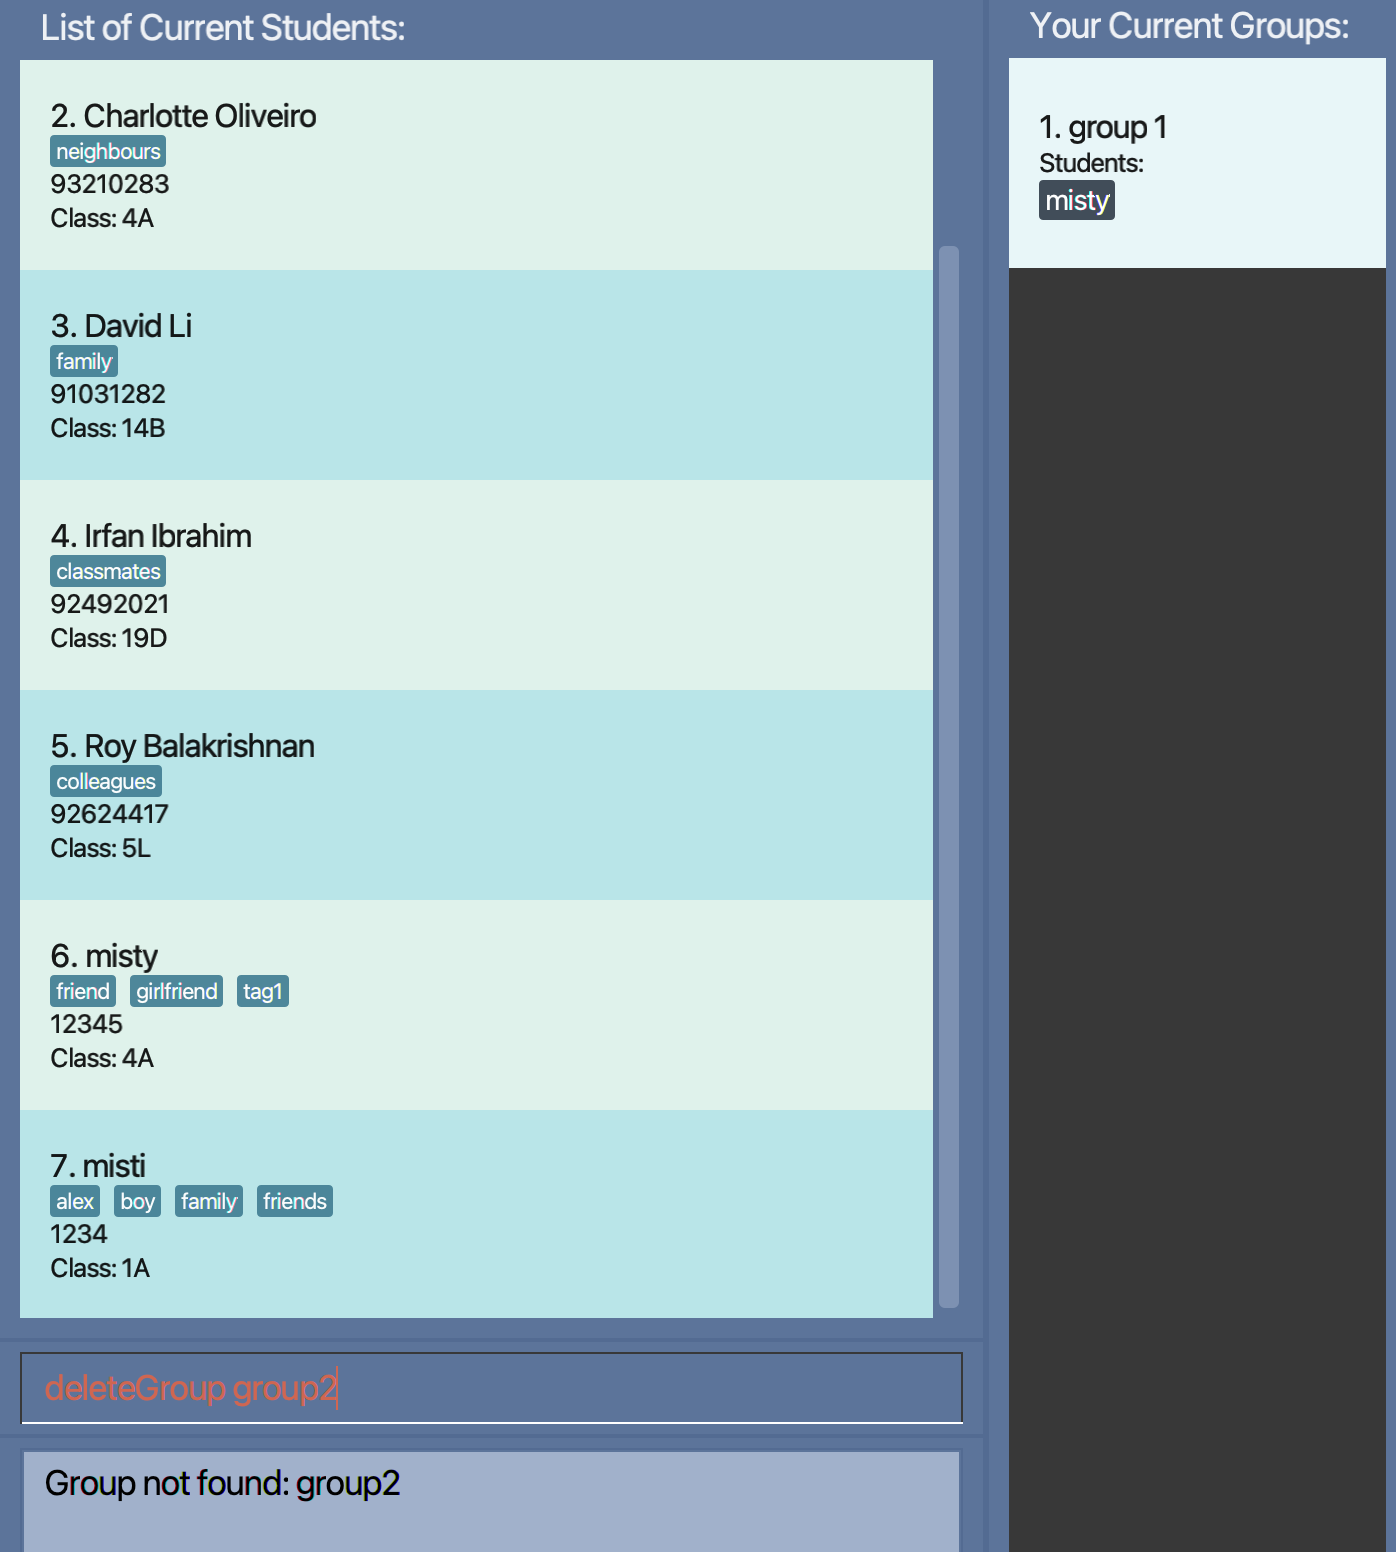 List of Current Students:
2. Charlotte Oliveiro
neighbours
93210283
Class: 4A
3. David Li
family
91031282
Class: 14B
4. Irfan Ibrahim
classmates
92492021
Class: 19D
5. Roy Balakrishnan
colleagues
92624417
Class: 5L
6. misty
friend girlfriend tag1
12345
Class: 4A
7. misti
alex boy family friends
1234
Class: 1A
deleteGroup group2
Group not found: group2
Your Current Groups:
1. group 1
Students:
misty